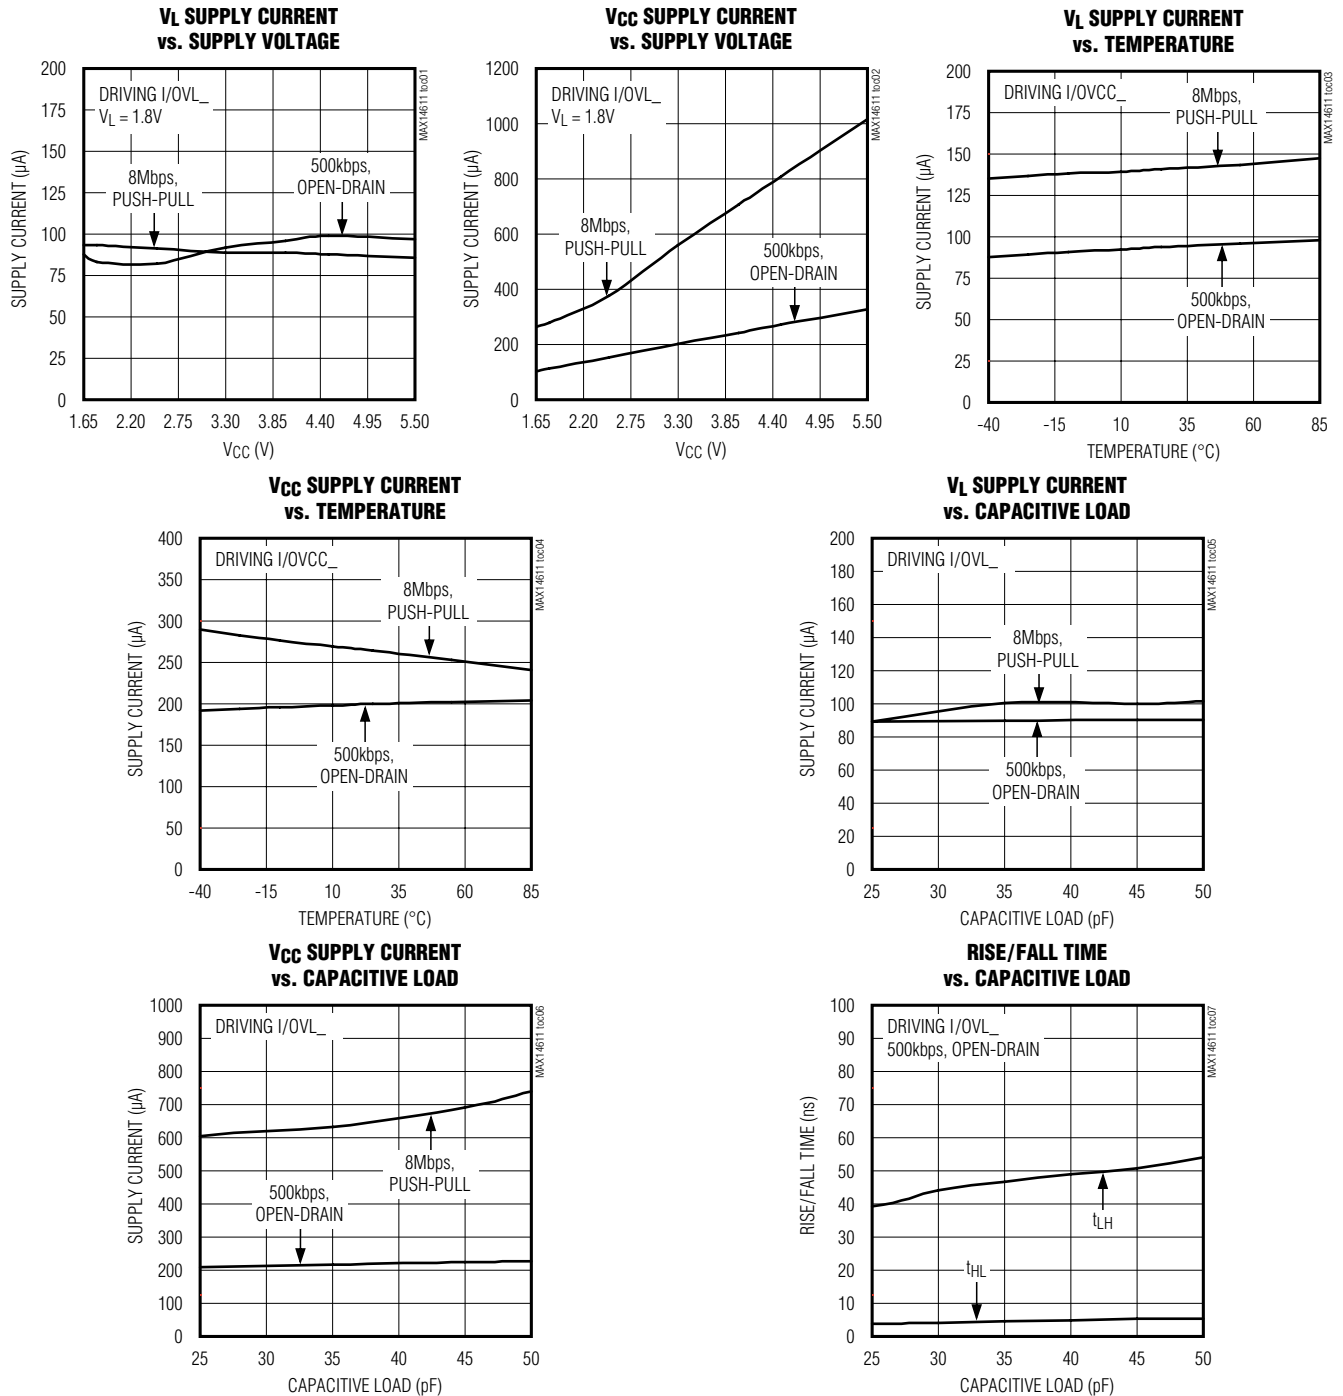 VL SUPPLY CURRENT
vs. SUPPLY VOLTAGE
200
175
150
125
100
75
50
25
0
SUPPLY CURRENT (µA)
DRIVING I/OVL_
VL = 1.8V
8Mbps,
PUSH-PULL
500kbps,
OPEN-DRAIN
MAX14611 toc01
1.65 2.20 2.75 3.30 3.85 4.40 4.95 5.50
VCC (V)
VCC SUPPLY CURRENT
vs. SUPPLY VOLTAGE
1200
1000
800
600
400
200
0
SUPPLY CURRENT (µA)
DRIVING I/OVL_
VL = 1.8V
8Mbps,
PUSH-PULL
500kbps,
OPEN-DRAIN
MAX14611 toc02
1.65 2.20 2.75 3.30 3.85 4.40 4.95 5.50
VCC (V)
VL SUPPLY CURRENT
vs. TEMPERATURE
200
175
150
125
100
75
50
25
0
SUPPLY CURRENT (µA)
DRIVING I/OVCC_
8Mbps,
PUSH-PULL
500kbps,
OPEN-DRAIN
MAX14611 toc03
-40 -15 10 35 60 85
TEMPERATURE (°C)
VCC SUPPLY CURRENT
vs. TEMPERATURE
400
350
300
250
200
150
100
50
0
SUPPLY CURRENT (µA)
DRIVING I/OVCC_
8Mbps,
PUSH-PULL
500kbps,
OPEN-DRAIN
MAX14611 toc04
-40 -15 10 35 60 85
TEMPERATURE (°C)
VL SUPPLY CURRENT
vs. CAPACITIVE LOAD
200
180
160
140
120
100
80
60
40
20
0
SUPPLY CURRENT (µA)
DRIVING I/OVL_
8Mbps,
PUSH-PULL
500kbps,
OPEN-DRAIN
MAX14611 toc05
25 30 35 40 45 50
CAPACITIVE LOAD (pF)
VCC SUPPLY CURRENT
vs. CAPACITIVE LOAD
1000
900
800
700
600
500
400
300
200
100
0
SUPPLY CURRENT (µA)
DRIVING I/OVL_
8Mbps,
PUSH-PULL
500kbps,
OPEN-DRAIN
MAX14611 toc06
25 30 35 40 45 50
CAPACITIVE LOAD (pF)
RISE/FALL TIME
vs. CAPACITIVE LOAD
100
90
80
70
60
50
40
30
20
10
0
RISE/FALL TIME (ns)
DRIVING I/OVL_
500kbps, OPEN-DRAIN
tLH
tHL
MAX14611 toc07
25 30 35 40 45 50
CAPACITIVE LOAD (pF)